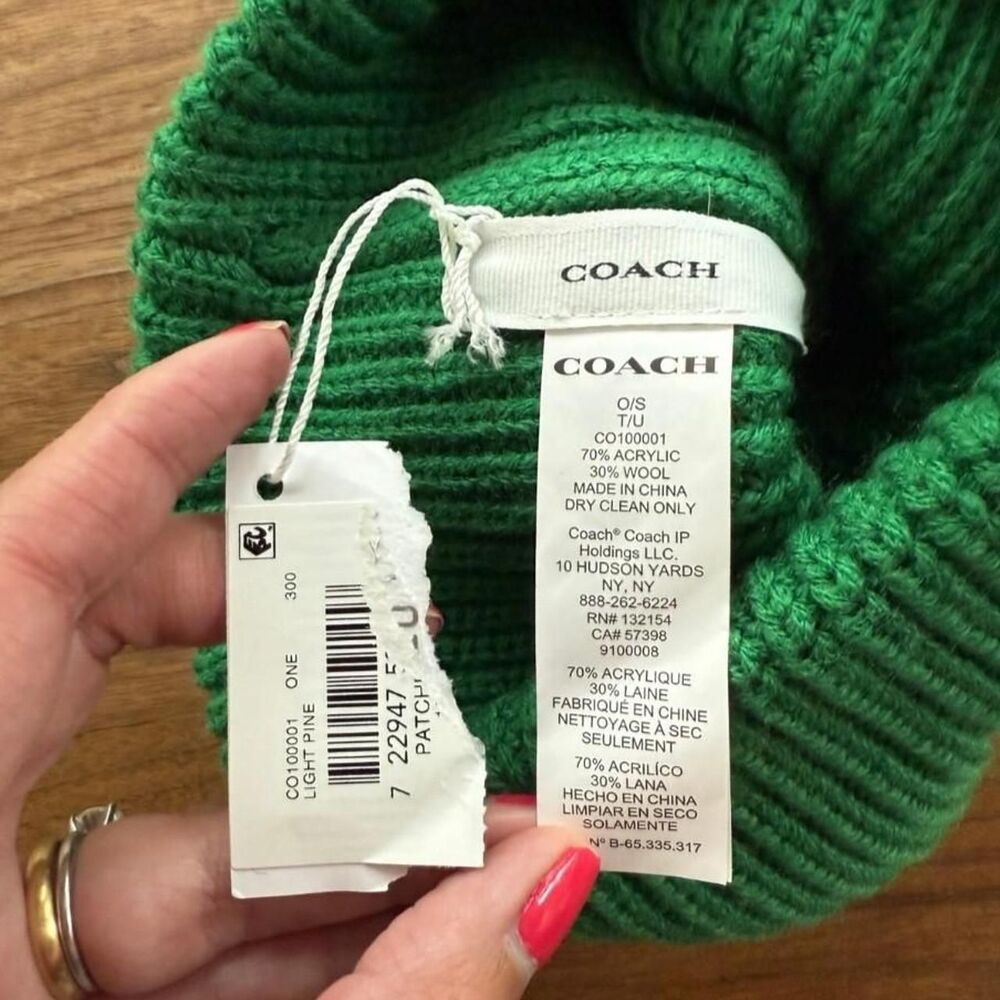 COACH
COACH
O/S
T/U
CO100001
70% ACRYLIC
30% WOOL
MADE IN CHINA
DRY CLEAN ONLY
Coach® Coach IP
Holdings LLC.
10 HUDSON YARDS
NY, NY
888-262-6224
RN# 132154
CA# 57398
9100008
70% ACRYLIQUE
30% LAINE
FABRIQUÉ EN CHINE
NETTOYAGE À SEC
SEULEMENT
70% ACRILÍCO
30% LANA
HECHO EN CHINA
LIMPIAR EN SECO
SOLAMENTE
Nº B-65.335.317
CO100001 ONE 300
LIGHT PINE
7 22947 5
PATCH